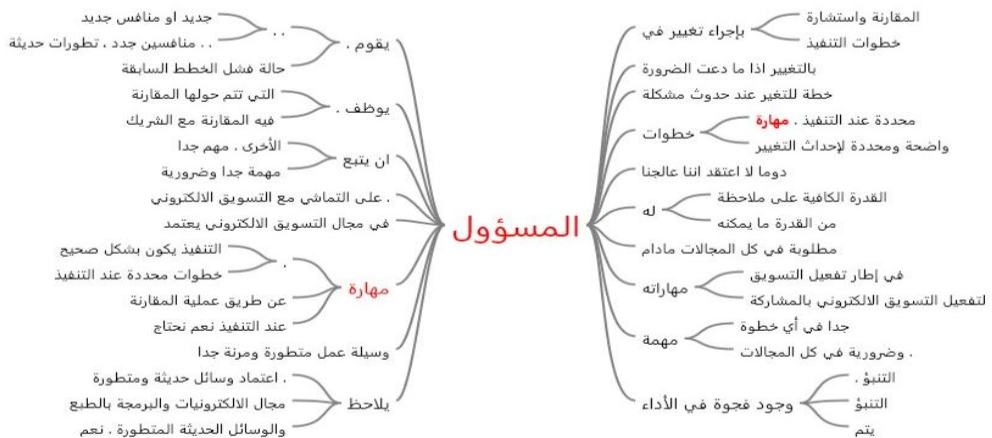 المسؤول
بإجراء تغيير في
المقارنة واستشارة
خطوات التنفيذ
بالتغيير اذا ما دعت الضرورة
خطة للتغير عند حدوث مشكلة
خطوات
محددة عند التنفيذ . مهارة
واضحة ومحددة لإحداث التغيير
دوما لا اعتقد اننا عالجنا
له
القدرة الكافية على ملاحظة
من القدرة ما يمكنه
مطلوبة في كل المجالات مادام
مهاراته
في إطار تفعيل التسويق
لتفعيل التسويق الالكتروني بالمشاركة
مهمة
جدا في أي خطوة
. وضرورية في كل المجالات
وجود فجوة في الأداء
التنبؤ .
التنبؤ
يتم
يقوم .
. .
جديد او منافس جديد
. . منافسين جدد ، تطورات حديثة
حالة فشل الخطط السابقة
يوظف .
التي تتم حولها المقارنة
فيه المقارنة مع الشريك
ان يتبع
الأخرى . مهم جدا
مهمة جدا وضرورية
. على التماشي مع التسويق الالكتروني
في مجال التسويق الالكتروني يعتمد
مهارة
.
التنفيذ يكون بشكل صحيح
خطوات محددة عند التنفيذ
عن طريق عملية المقارنة
عند التنفيذ نعم نحتاج
وسيلة عمل متطورة ومرنة جدا
يلاحظ
. اعتماد وسائل حديثة ومتطورة
مجال الالكترونيات والبرمجة بالطبع
والوسائل الحديثة المتطورة . نعم